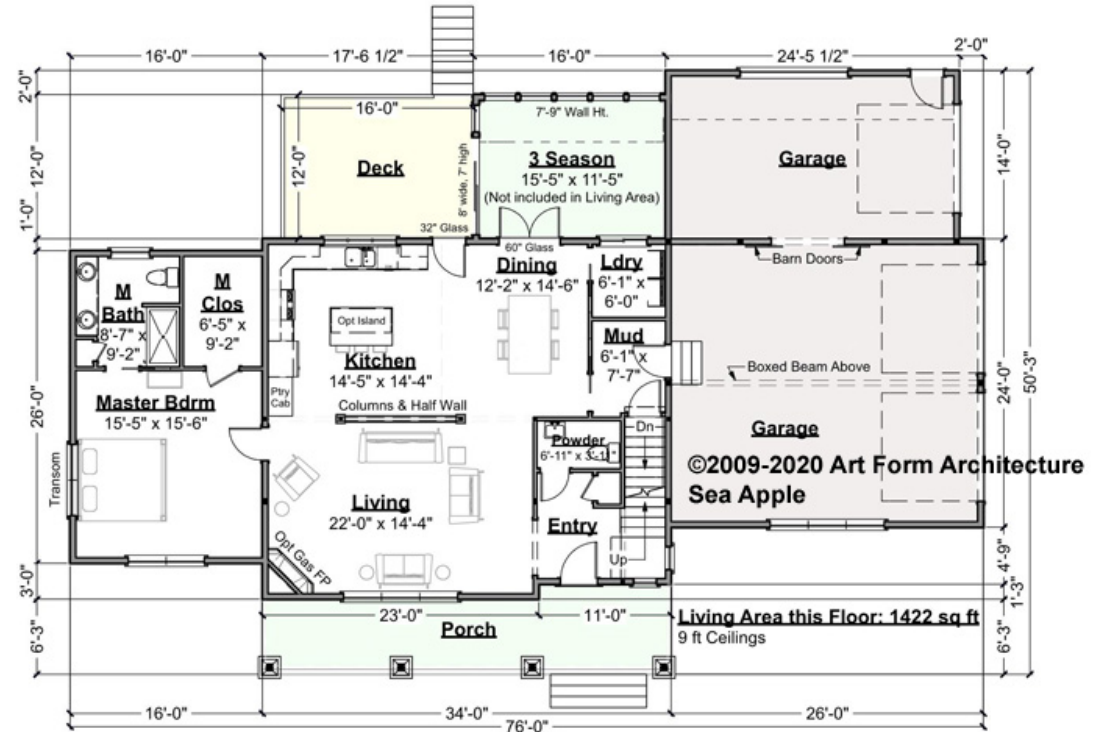 2'-0"
16'-0"
17'-6 1/2"
16'-0"
24'-5 1/2"
2'-0"
16'-0"
7'-9" Wall Ht.
12'-0"
12'-0"
Deck
8' wide, 7' high
3 Season
15'-5" x 11'-5"
(Not included in Living Area)
Garage
14'-0"
1'-0"
32" Glass
60" Glass
Barn Doors
Dining
12'-2" x 14'-6"
Ldry
6'-1" x
6'-0"
M
Bath
8'-7" x
9'-2"
M
Clos
6'-5" x
9'-2"
Opt Island
Kitchen
14'-5" x 14'-4"
Mud
6'-1" x
7'-7"
Boxed Beam Above
24'-0"
50'-3"
26'-0"
Ptry
Cab
Columns & Half Wall
Master Bdrm
15'-5" x 15'-6"
Transom
Dn
Powder
6'-11" x 3'-11"
Garage
©2009-2020 Art Form Architecture
Sea Apple
Living
22'-0" x 14'-4"
Entry
Up
Opt Gas FP
3'-0"
4'-9"
1'-3"
23'-0"
11'-0"
Porch
Living Area this Floor: 1422 sq ft
9 ft Ceilings
6'-3"
6'-3"
16'-0"
34'-0"
26'-0"
76'-0"